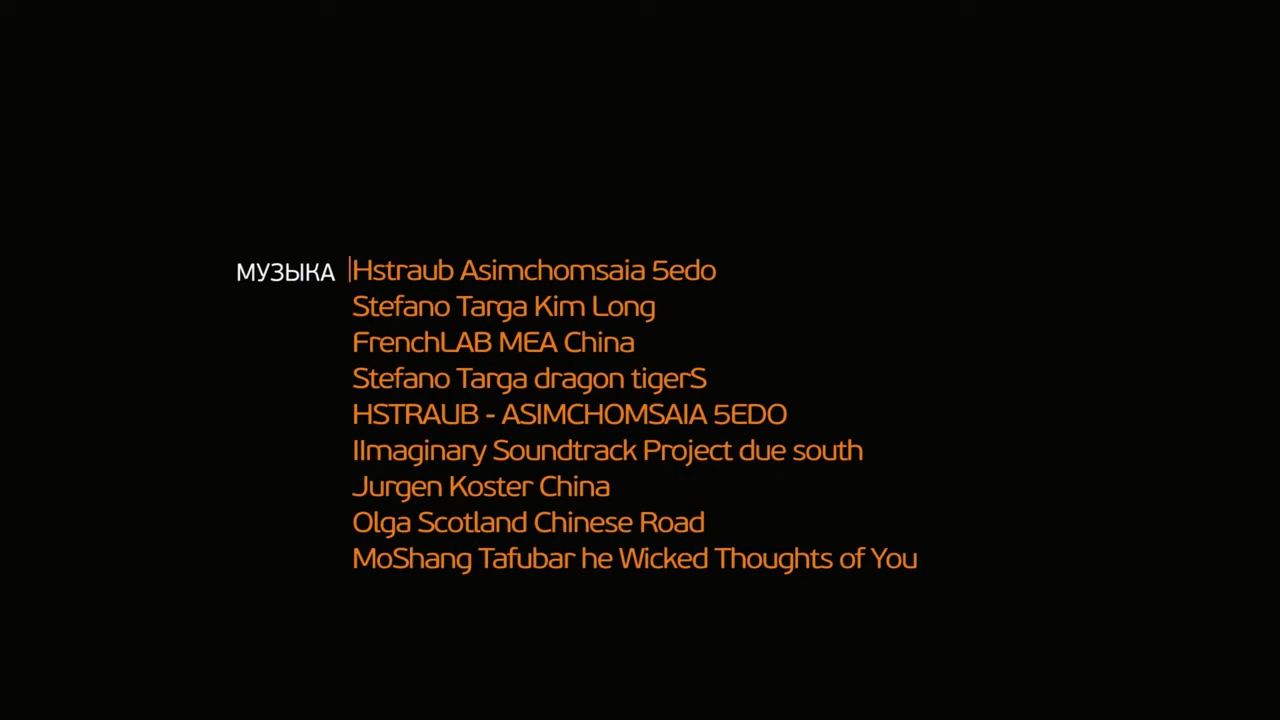 МУЗЫКА Hstraub Asimchomsaia 5edo
Stefano Targa Kim Long
FrenchLAB MEA China
Stefano Targa dragon tigerS
HSTRAUB - ASIMCHOMSAIA 5EDO
IImaginary Soundtrack Project due south
Jurgen Koster China
Olga Scotland Chinese Road
MoShang Tafubar he Wicked Thoughts of You